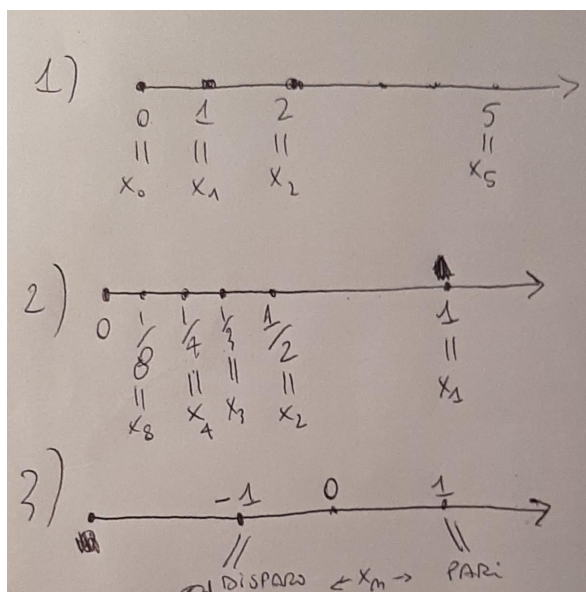 1)
0 1 2 5
|| || || ||
x₀ x₁ x₂ x₅
2)
0 1/8 1/4 1/3 1/2 1
|| || || || ||
x₈ x₄ x₃ x₂ x₁
3)
-1 0 1
|| ||
DISPARO ← xₙ → PARI